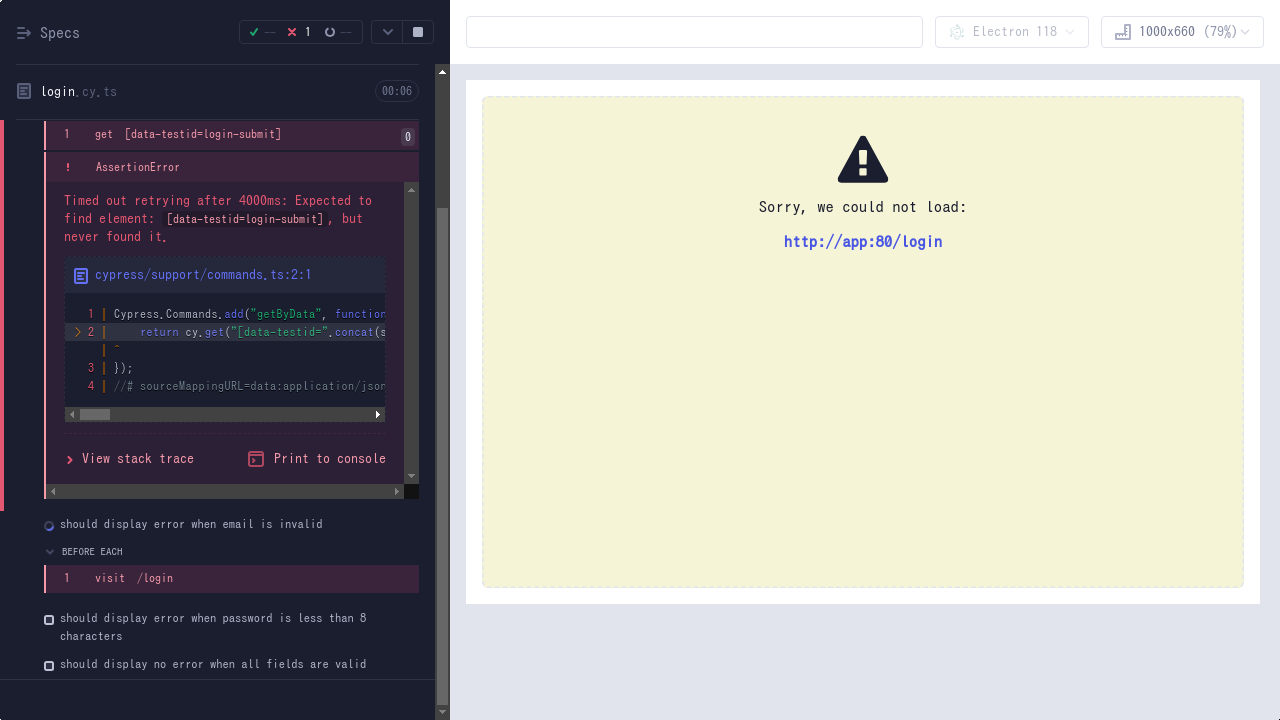 Specs
-- 1 --
Electron 118
1000x660 (79%)
login.cy.ts
00:06
1 get [data-testid=login-submit]
0
! AssertionError
Timed out retrying after 4000ms: Expected to
find element: [data-testid=login-submit], but
never found it.
cypress/support/commands.ts:2:1
1 | Cypress.Commands.add("getByData", function
> 2 | return cy.get("[data-testid=".concat(s
| ^
3 | });
4 | //# sourceMappingURL=data:application/json
View stack trace
Print to console
should display error when email is invalid
BEFORE EACH
1 visit /login
should display error when password is less than 8
characters
should display no error when all fields are valid
Sorry, we could not load:
http://app:80/login